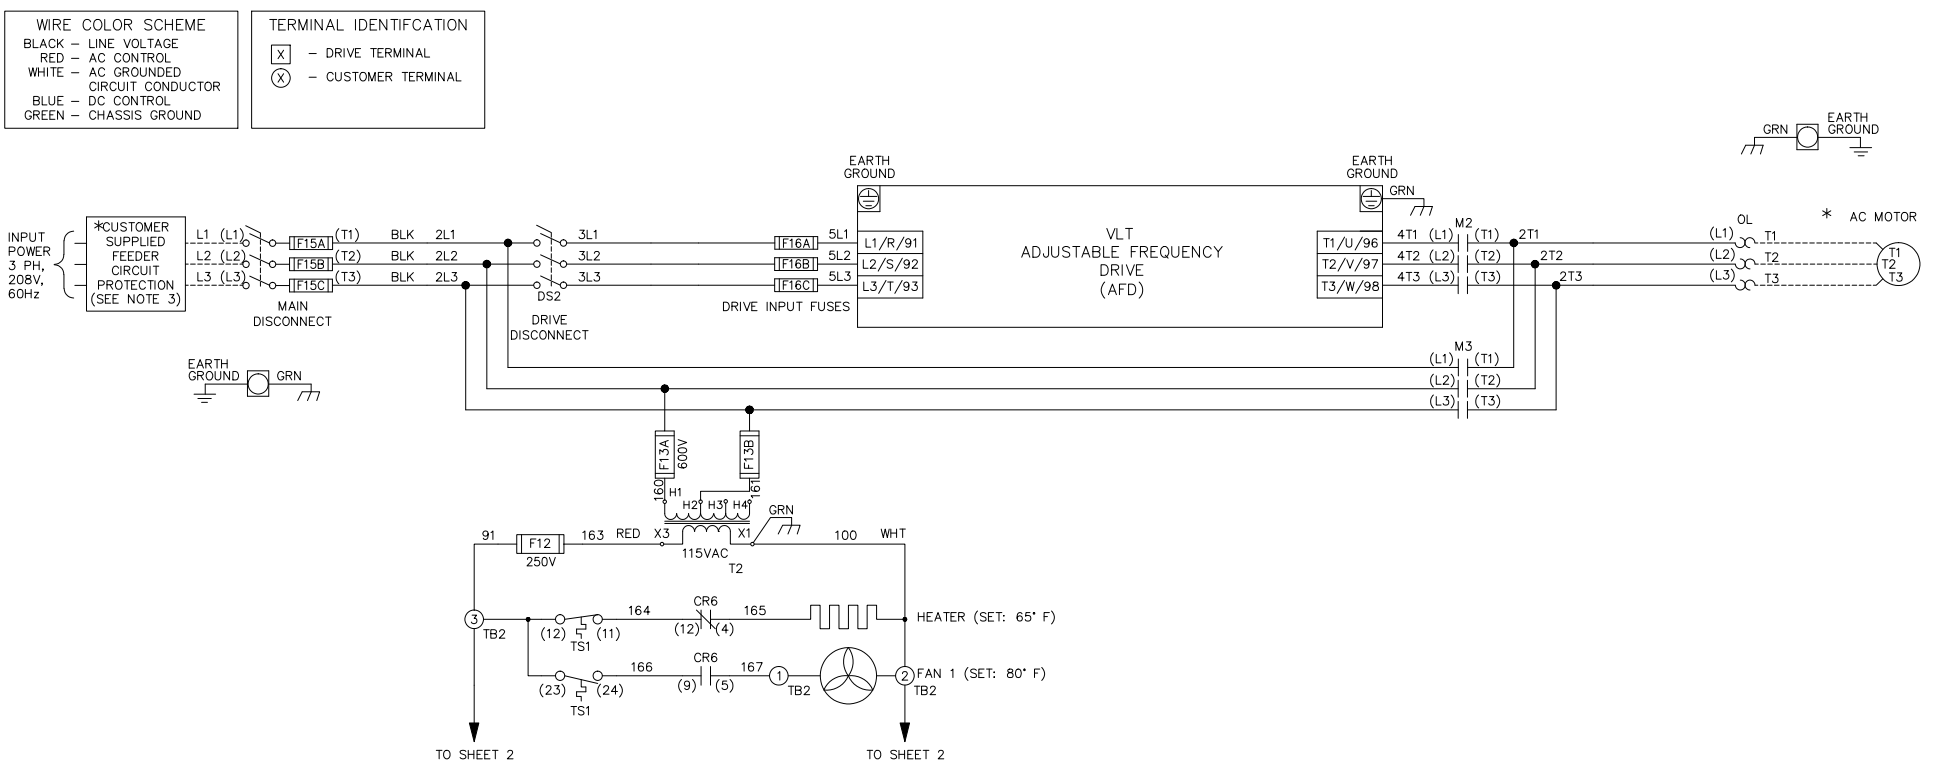 WIRE COLOR SCHEME
BLACK – LINE VOLTAGE
RED – AC CONTROL
WHITE – AC GROUNDED
CIRCUIT CONDUCTOR
BLUE – DC CONTROL
GREEN – CHASSIS GROUND
TERMINAL IDENTIFCATION
X – DRIVE TERMINAL
X – CUSTOMER TERMINAL
GRN
EARTH
GROUND
INPUT
POWER
3 PH,
208V,
60Hz
*CUSTOMER
SUPPLIED
FEEDER
CIRCUIT
PROTECTION
(SEE NOTE 3)
L1 (L1) F15A (T1) BLK 2L1 3L1 F16A 5L1
L2 (L2) F15B (T2) BLK 2L2 3L2 F16B 5L2
L3 (L3) F15C (T3) BLK 2L3 3L3 F16C 5L3
MAIN
DISCONNECT
DS2
DRIVE
DISCONNECT
DRIVE INPUT FUSES
EARTH
GROUND
L1/R/91
L2/S/92
L3/T/93
VLT
ADJUSTABLE FREQUENCY
DRIVE
(AFD)
EARTH
GROUND
GRN
T1/U/96
T2/V/97
T3/W/98
M2
4T1 (L1) (T1) 2T1
4T2 (L2) (T2) 2T2
4T3 (L3) (T3) 2T3
OL
(L1) T1
(L2) T2
(L3) T3
* AC MOTOR
T1
T2
T3
M3
(L1) (T1)
(L2) (T2)
(L3) (T3)
EARTH
GROUND
GRN
F13A
600V
F13B
160
161
H1
H2 H3 H4
GRN
91 F12 163 RED X3 X1 100 WHT
250V
115VAC
T2
3
TB2
164 CR6 165
(12) (11) (12) (4)
TS1
HEATER (SET: 65° F)
166 CR6 167
(23) (24) (9) (5)
TS1
1
TB2
2
TB2
FAN 1 (SET: 80° F)
TO SHEET 2
TO SHEET 2